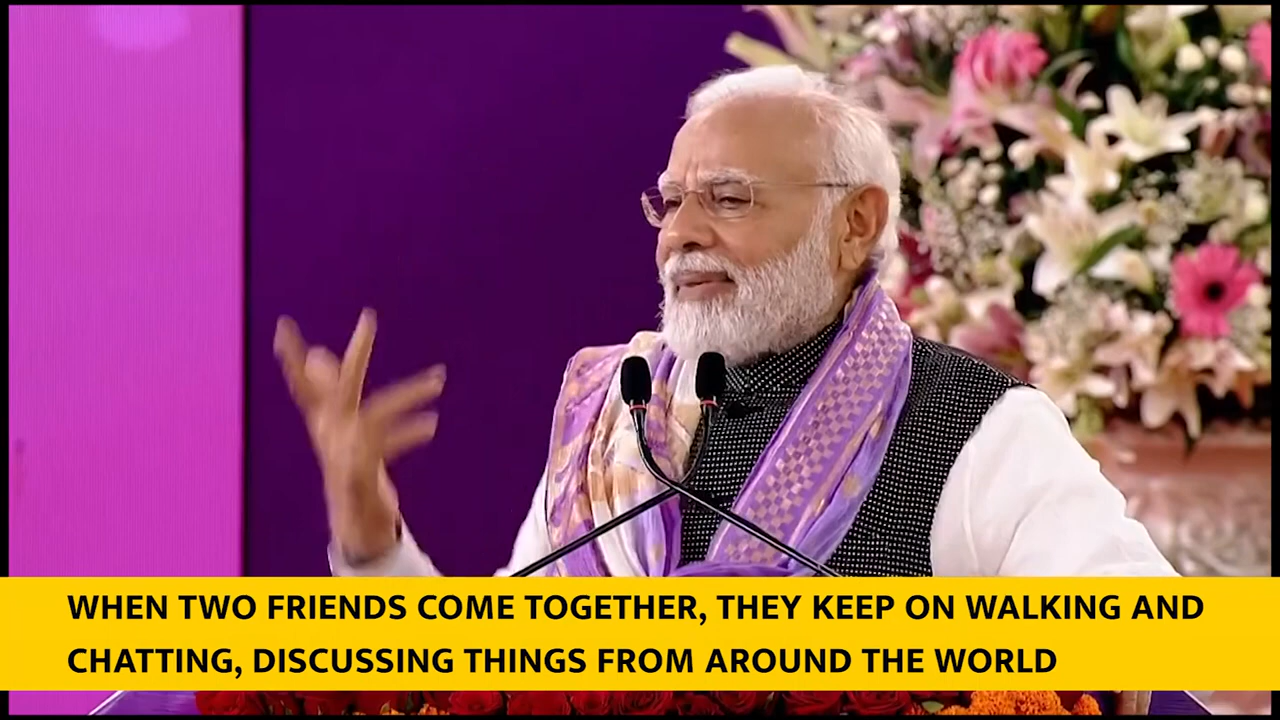 WHEN TWO FRIENDS COME TOGETHER, THEY KEEP ON WALKING AND
CHATTING, DISCUSSING THINGS FROM AROUND THE WORLD